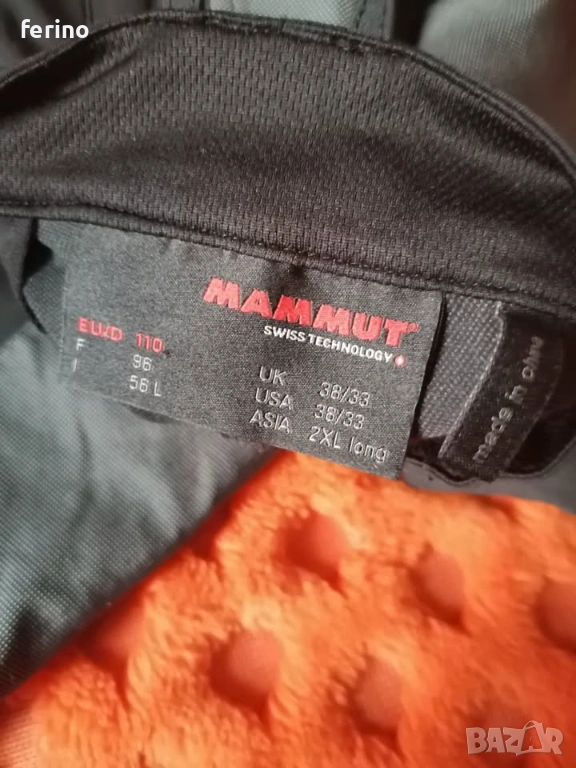 ferino
MAMMUT
SWISS TECHNOLOGY
EU/D 110
F 96
I 56 L
UK 38/33
USA 38/33
ASIA 2XL long
made in
BAZAR